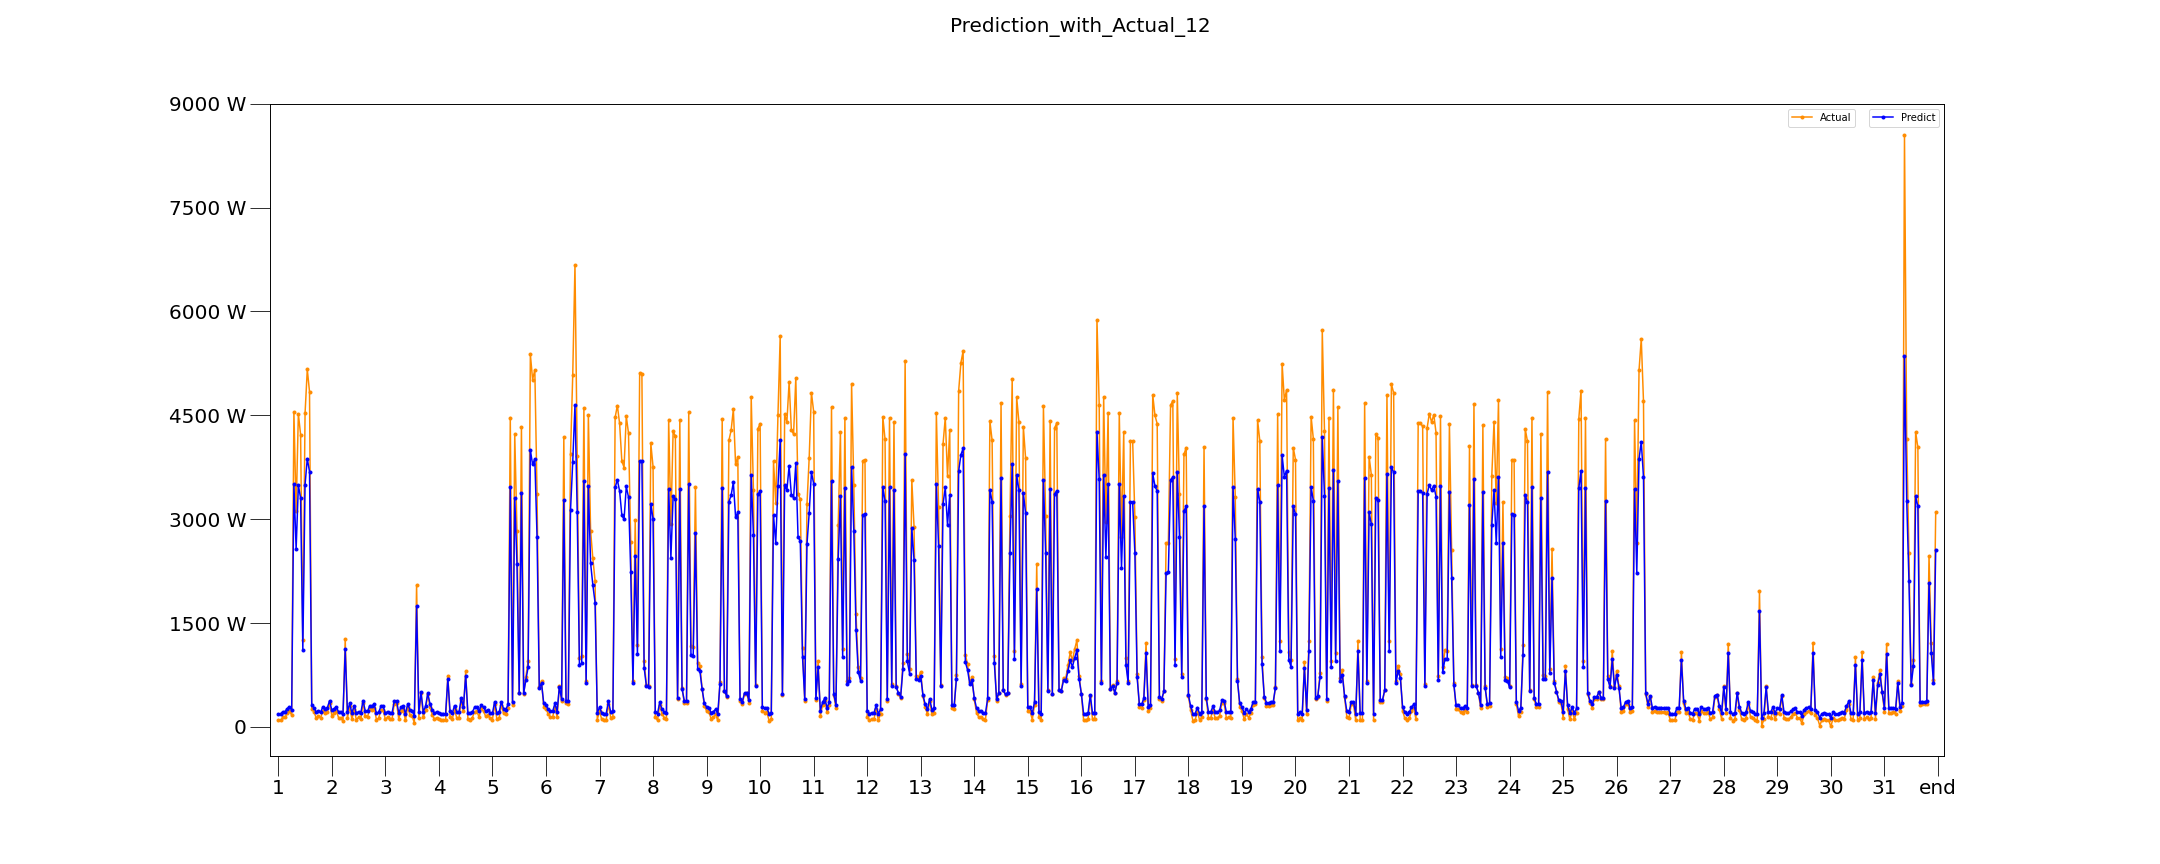 Prediction_with_Actual_12
9000 W
Actual Predict
7500 W
6000 W
4500 W
3000 W
1500 W
0
1 2 3 4 5 6 7 8 9 10 11 12 13 14 15 16 17 18 19 20 21 22 23 24 25 26 27 28 29 30 31 end